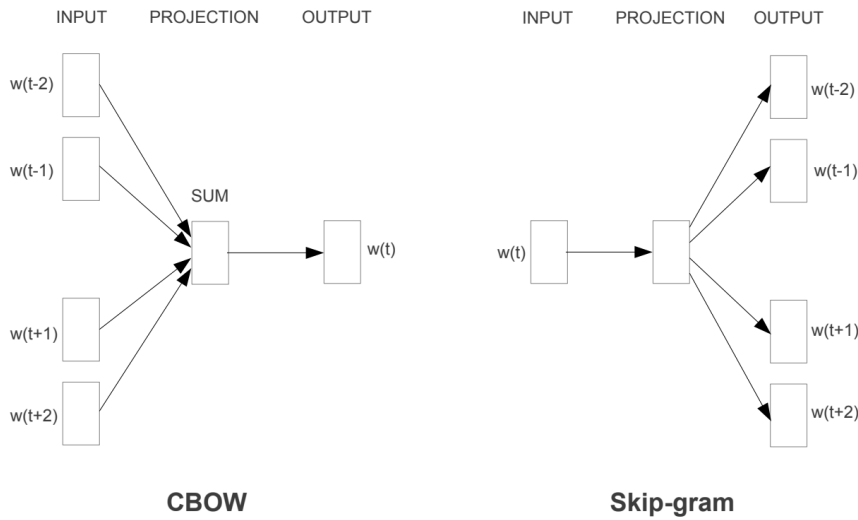 INPUT PROJECTION OUTPUT
w(t-2)
w(t-1)
SUM
w(t)
w(t+1)
w(t+2)
CBOW
INPUT PROJECTION OUTPUT
w(t-2)
w(t-1)
w(t)
w(t+1)
w(t+2)
Skip-gram